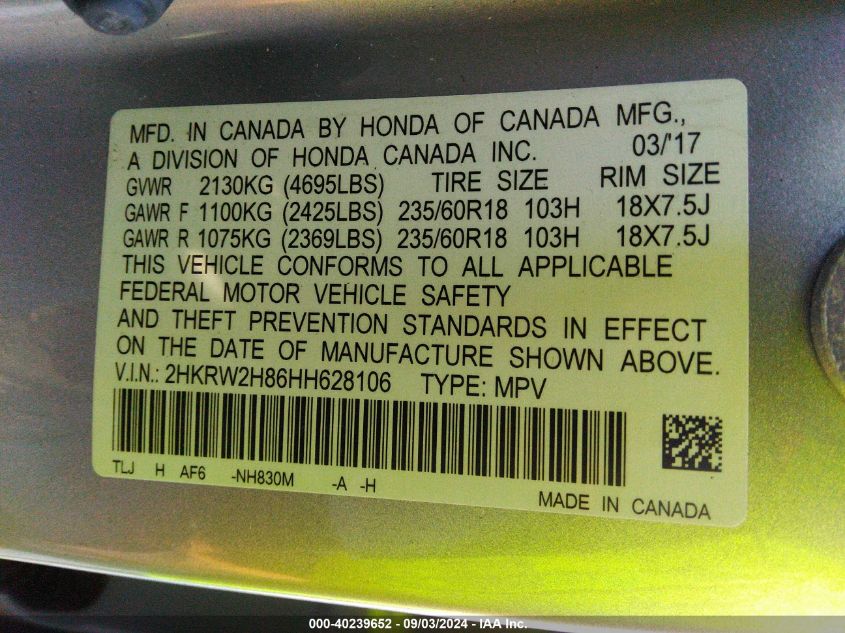 MFD. IN CANADA BY HONDA OF CANADA MFG.,
A DIVISION OF HONDA CANADA INC. 03/'17
GVWR 2130KG (4695LBS) TIRE SIZE RIM SIZE
GAWR F 1100KG (2425LBS) 235/60R18 103H 18X7.5J
GAWR R 1075KG (2369LBS) 235/60R18 103H 18X7.5J
THIS VEHICLE CONFORMS TO ALL APPLICABLE
FEDERAL MOTOR VEHICLE SAFETY
AND THEFT PREVENTION STANDARDS IN EFFECT
ON THE DATE OF MANUFACTURE SHOWN ABOVE.
V.I.N.: 2HKRW2H86HH628106 TYPE: MPV
TLJ H AF6 -NH830M -A -H
MADE IN CANADA
000-40239652 - 09/03/2024 - IAA Inc.